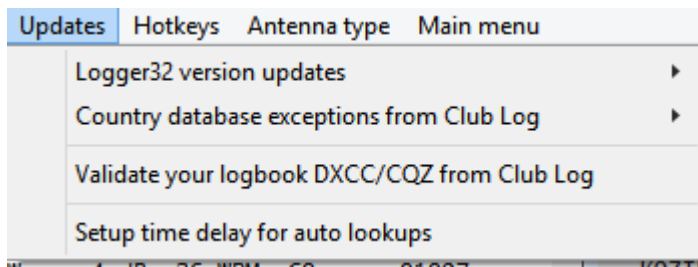 Updates Hotkeys Antenna type Main menu
Logger32 version updates
Country database exceptions from Club Log
Validate your logbook DXCC/CQZ from Club Log
Setup time delay for auto lookups